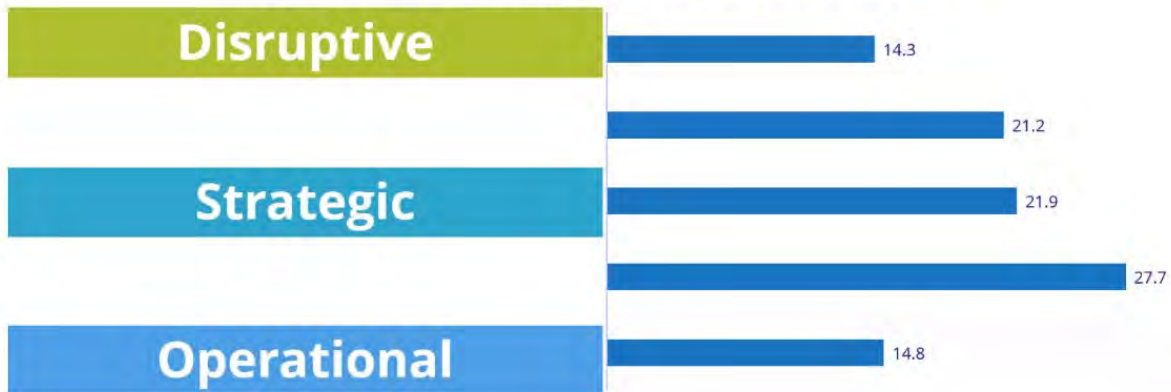 Disruptive
14.3
21.2
Strategic
21.9
27.7
Operational
14.8